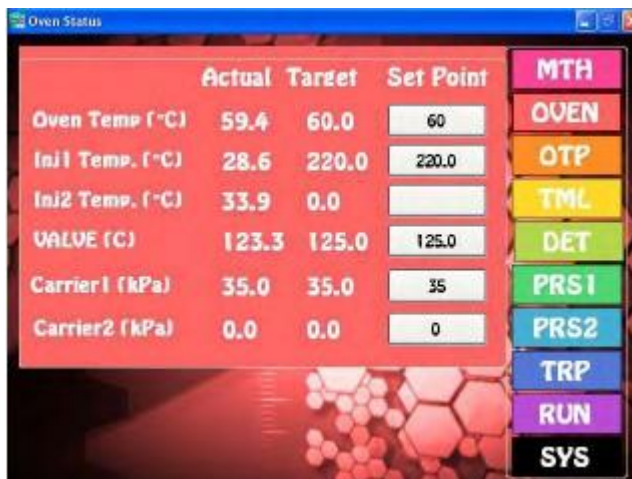 Oven Status
Actual Target Set Point
Oven Temp (°C) 59.4 60.0 60
Inj1 Temp. (°C) 28.6 220.0 220.0
Inj2 Temp. (°C) 33.9 0.0
VALVE (C) 123.3 125.0 125.0
Carrier1 (kPa) 35.0 35.0 35
Carrier2 (kPa) 0.0 0.0 0
MTH
OVEN
OTP
TML
DET
PRS1
PRS2
TRP
RUN
SYS